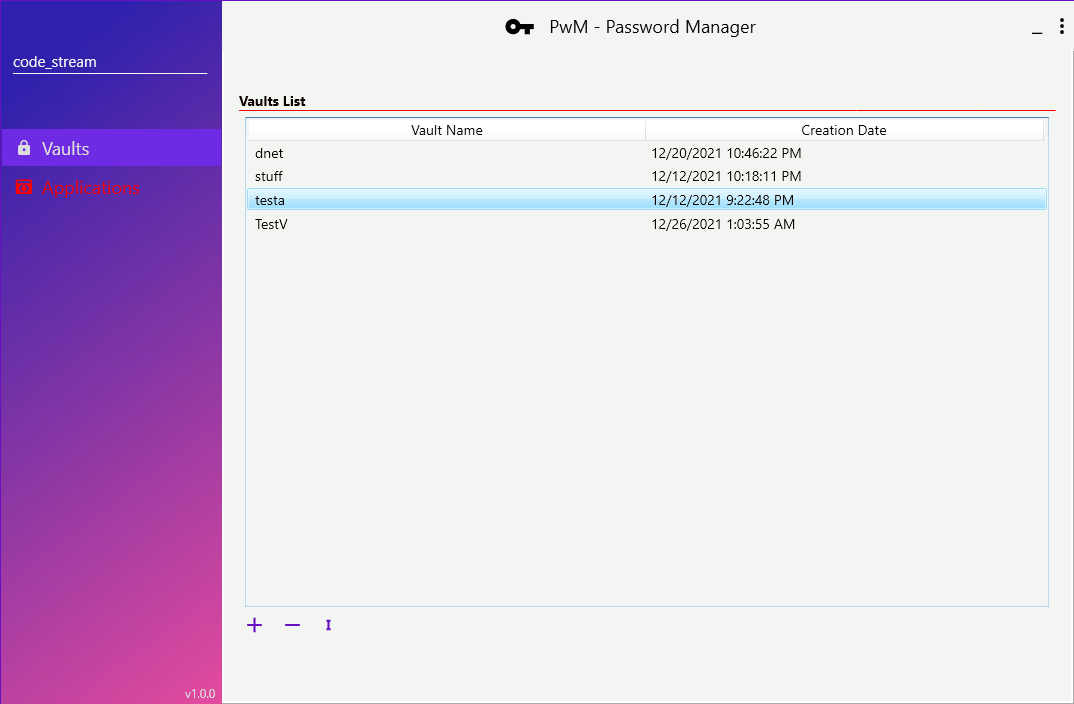 PwM - Password Manager
code_stream
Vaults
Applications
Vaults List
Vault Name Creation Date
dnet 12/20/2021 10:46:22 PM
stuff 12/12/2021 10:18:11 PM
testa 12/12/2021 9:22:48 PM
TestV 12/26/2021 1:03:55 AM
v1.0.0